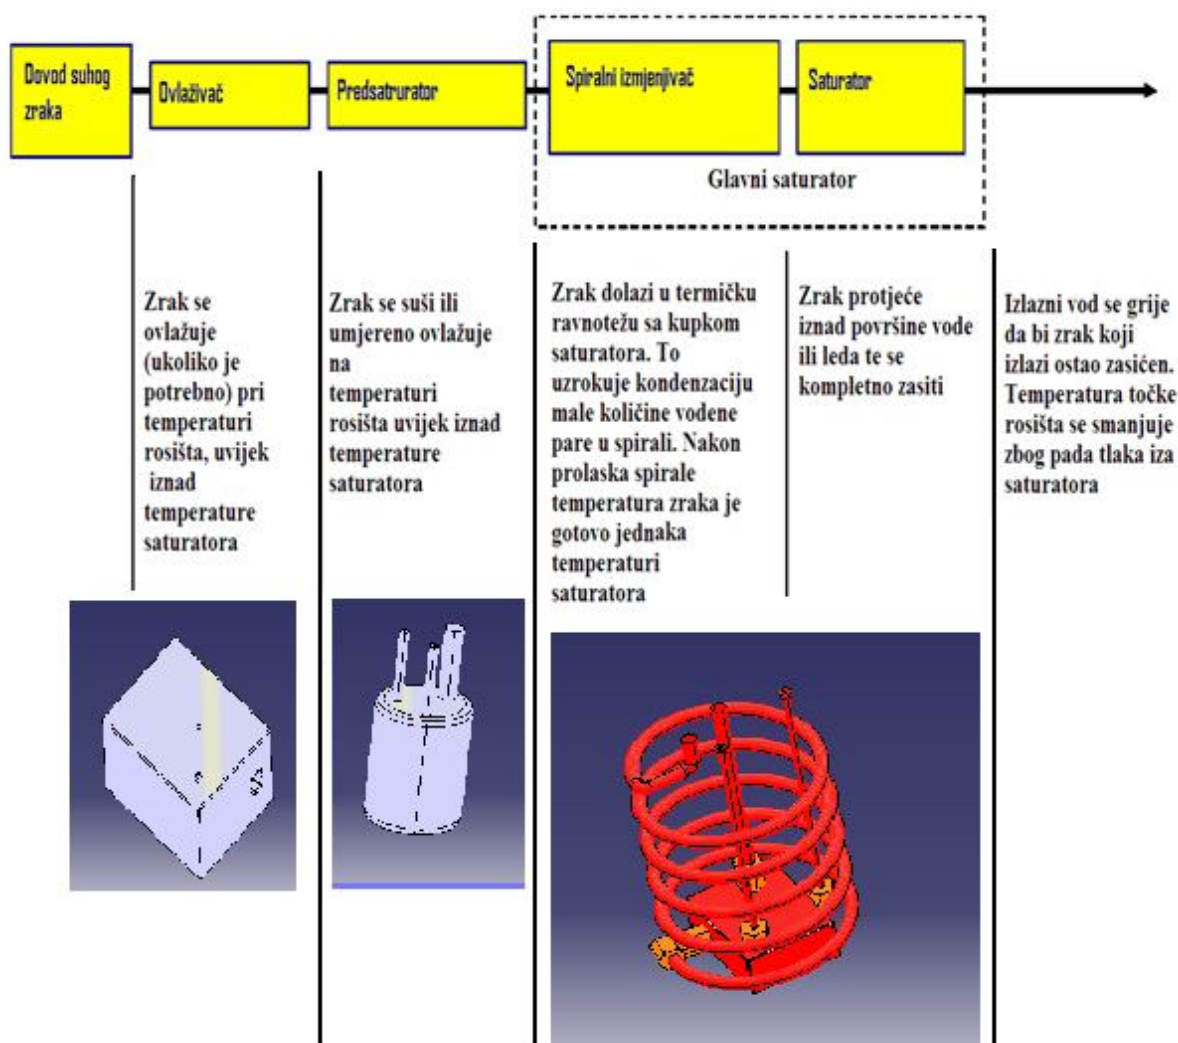 Dovod suhog
zraka
Ovlaživač
Predsatrurator
Spiralni izmjenjivač
Saturator
Glavni saturator
Zrak se
ovlažuje
(ukoliko je
potrebno) pri
temperaturi
rosišta, uvijek
iznad
temperature
saturatora
Zrak se suši ili
umjereno ovlažuje
na
temperaturi
rosišta uvijek iznad
temperature
saturatora
Zrak dolazi u termičku
ravnotežu sa kupkom
saturatora. To
uzrokuje kondenzaciju
male količine vodene
pare u spirali. Nakon
prolaska spirale
temperatura zraka je
gotovo jednaka
temperaturi
saturatora
Zrak protjeće
iznad površine vode
ili leda te se
kompletno zasiti
Izlazni vod se grije
da bi zrak koji
izlazi ostao zasićen.
Temperatura točke
rosišta se smanjuje
zbog pada tlaka iza
saturatora